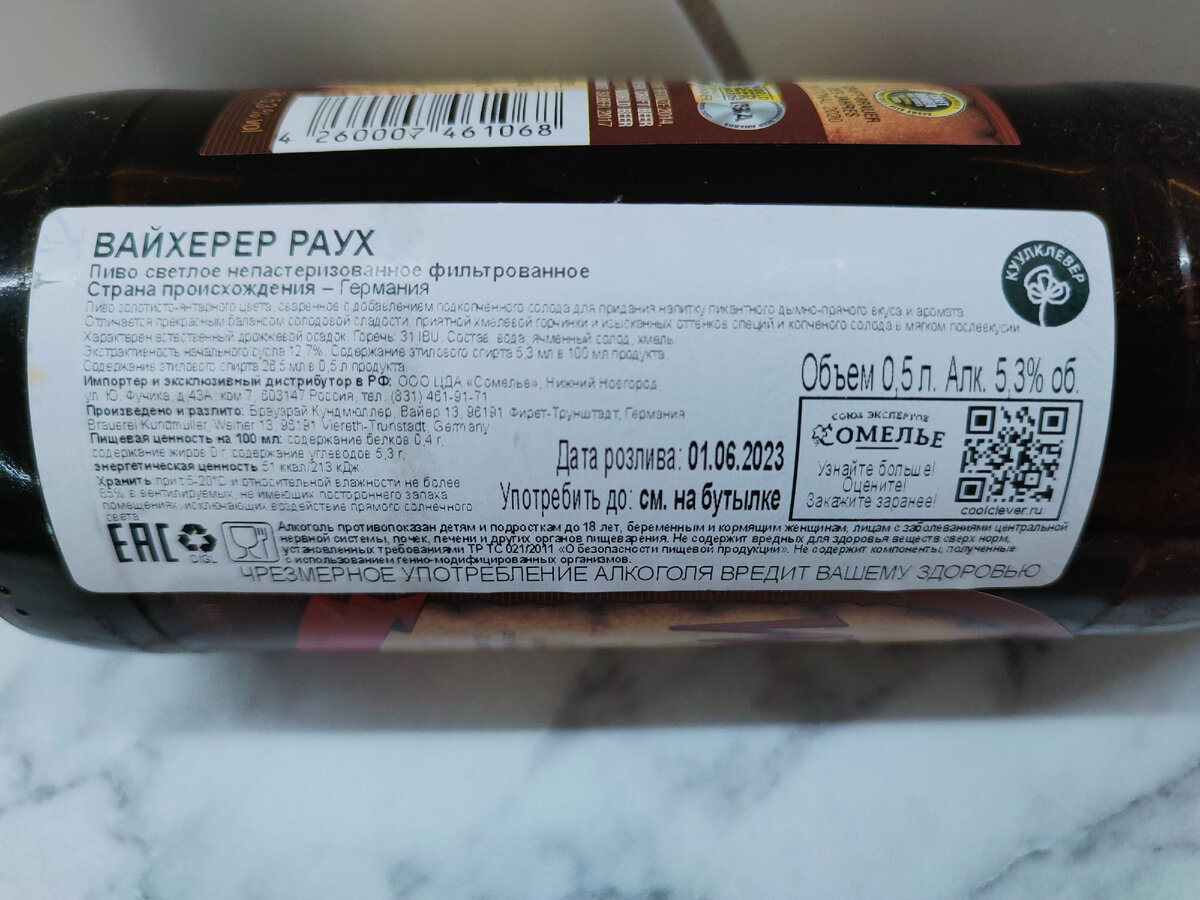 4 260007 461068
ВАЙХЕРЕР РАУХ
Пиво светлое непастеризованное фильтрованное
Страна происхождения – Германия
КУУЛКЛЕВЕР
Пиво золотисто-янтарного цвета, сваренное с добавлением подкопченного солода для придания напитку пикантного дымно-пряного вкуса и аромата.
Отличается прекрасным балансом солодовой сладости, приятной хмелевой горчинки и изысканных оттенков специй и копченого солода в мягком послевкусии.
Характерен естественный дрожжевой осадок. Горечь: 31 IBU. Состав: вода, ячменный солод, хмель.
Экстрактивность начального сусла 12,7%. Содержание этилового спирта 5,3 мл в 100 мл продукта.
Содержание этилового спирта 26,5 мл в 0,5 л продукта.
Импортер и эксклюзивный дистрибутор в РФ: ООО ЦДА «Сомелье», Нижний Новгород,
ул. Ю. Фучика, д.43А, ком 7, 603147 Россия, тел. (831) 461-91-71
Произведено и разлито: Брауэрай Кундмюллер, Вайер 13, 96191 Фирет-Трунштадт, Германия
Brauerei Kundmuller, Weiher 13, 96191 Viereth-Trunstadt, Germany
Пищевая ценность на 100 мл: содержание белков 0,4 г,
содержание жиров 0 г, содержание углеводов 5,3 г,
энергетическая ценность 51 ккал/213 кДж.
Хранить при t 5-20°С и относительной влажности не более
85% в вентилируемых, не имеющих постороннего запаха
помещениях, исключающих воздействие прямого солнечного
света.
Объем 0,5 л. Алк. 5,3% об.
Дата розлива: 01.06.2023
Употребить до: см. на бутылке
СОЮЗ ЭКСПЕРТОВ
СОМЕЛЬЕ
Узнайте больше!
Оцените!
Закажите заранее!
coolclever.ru
EAC
Алкоголь противопоказан детям и подросткам до 18 лет, беременным и кормящим женщинам, лицам с заболеваниями центральной
нервной системы, почек, печени и других органов пищеварения. Не содержит вредных для здоровья веществ сверх норм,
установленных требованиями ТР ТС 021/2011 «О безопасности пищевой продукции». Не содержит компоненты, полученные
с использованием генно-модифицированных организмов.
ЧРЕЗМЕРНОЕ УПОТРЕБЛЕНИЕ АЛКОГОЛЯ ВРЕДИТ ВАШЕМУ ЗДОРОВЬЮ